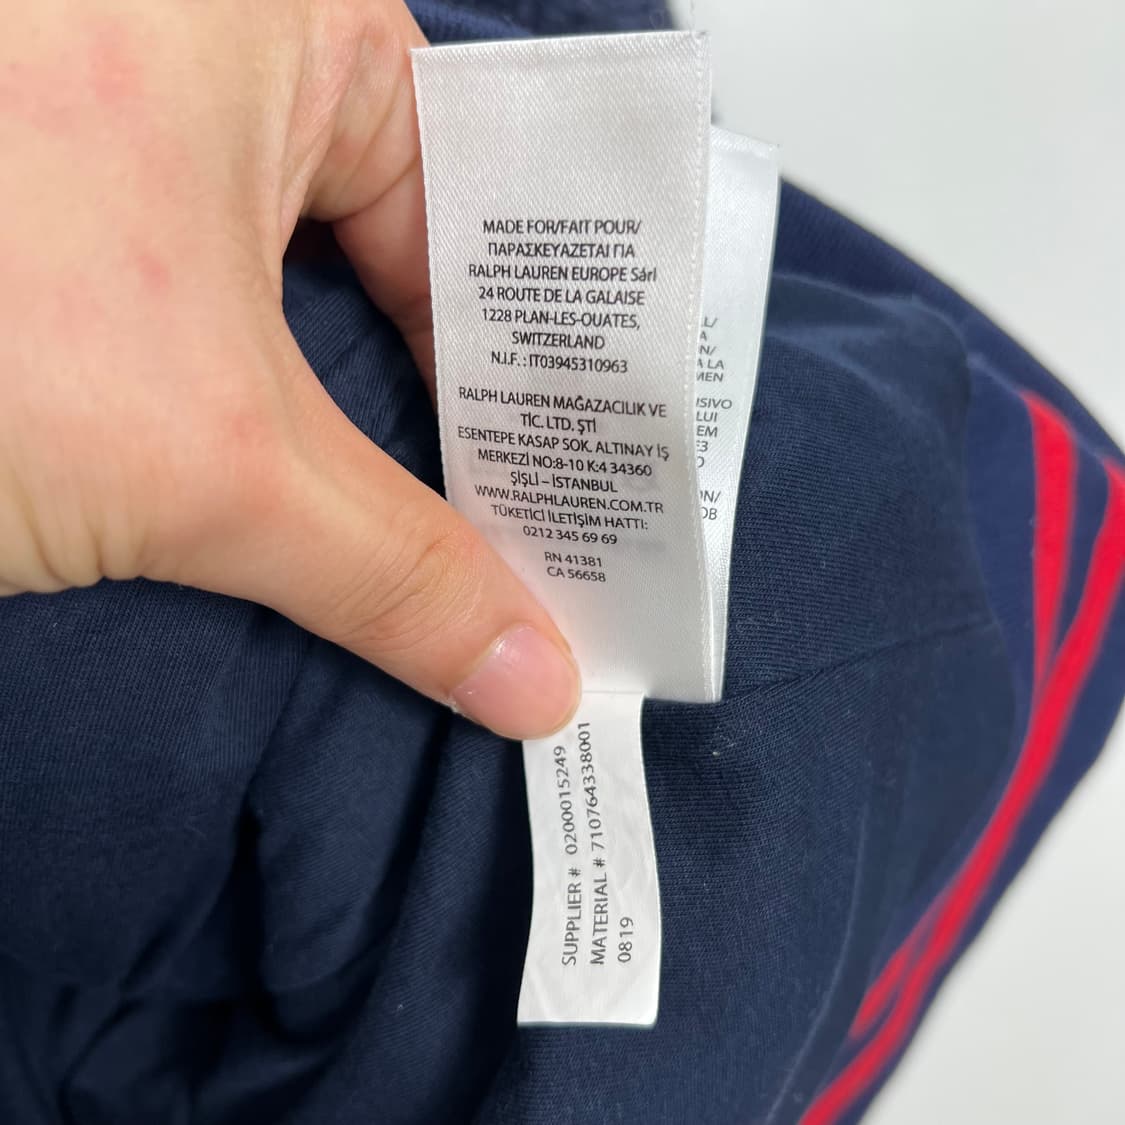 MADE FOR/FAIT POUR/
ΠΑΡΑΣΚΕΥΑΖΕΤΑΙ ΓΙΑ
RALPH LAUREN EUROPE Sárl
24 ROUTE DE LA GALAISE
1228 PLAN-LES-OUATES,
SWITZERLAND
N.I.F. : IT03945310963
RALPH LAUREN MAĞAZACILIK VE
TİC. LTD. ŞTİ
ESENTEPE KASAP SOK. ALTINAY İŞ
MERKEZİ NO:8-10 K:4 34360
ŞİŞLİ – İSTANBUL
WWW.RALPHLAUREN.COM.TR
TÜKETİCİ İLETİŞİM HATTI:
0212 345 69 69
RN 41381
CA 56658
SUPPLIER # 0200015249
MATERIAL # 710764338001
0819